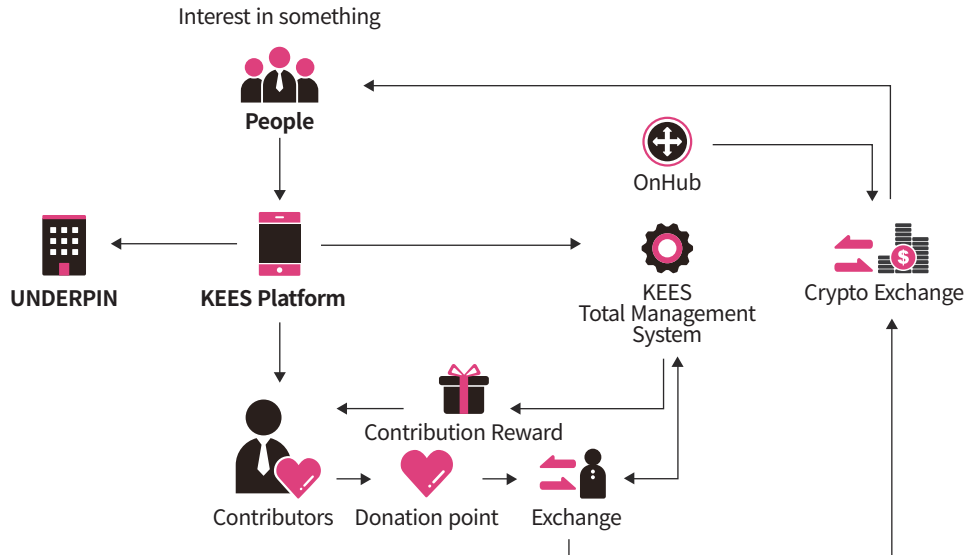 Interest in something
People
OnHub
UNDERPIN
KEES Platform
KEES
Total Management
System
Crypto Exchange
$
Contribution Reward
Contributors
Donation point
Exchange